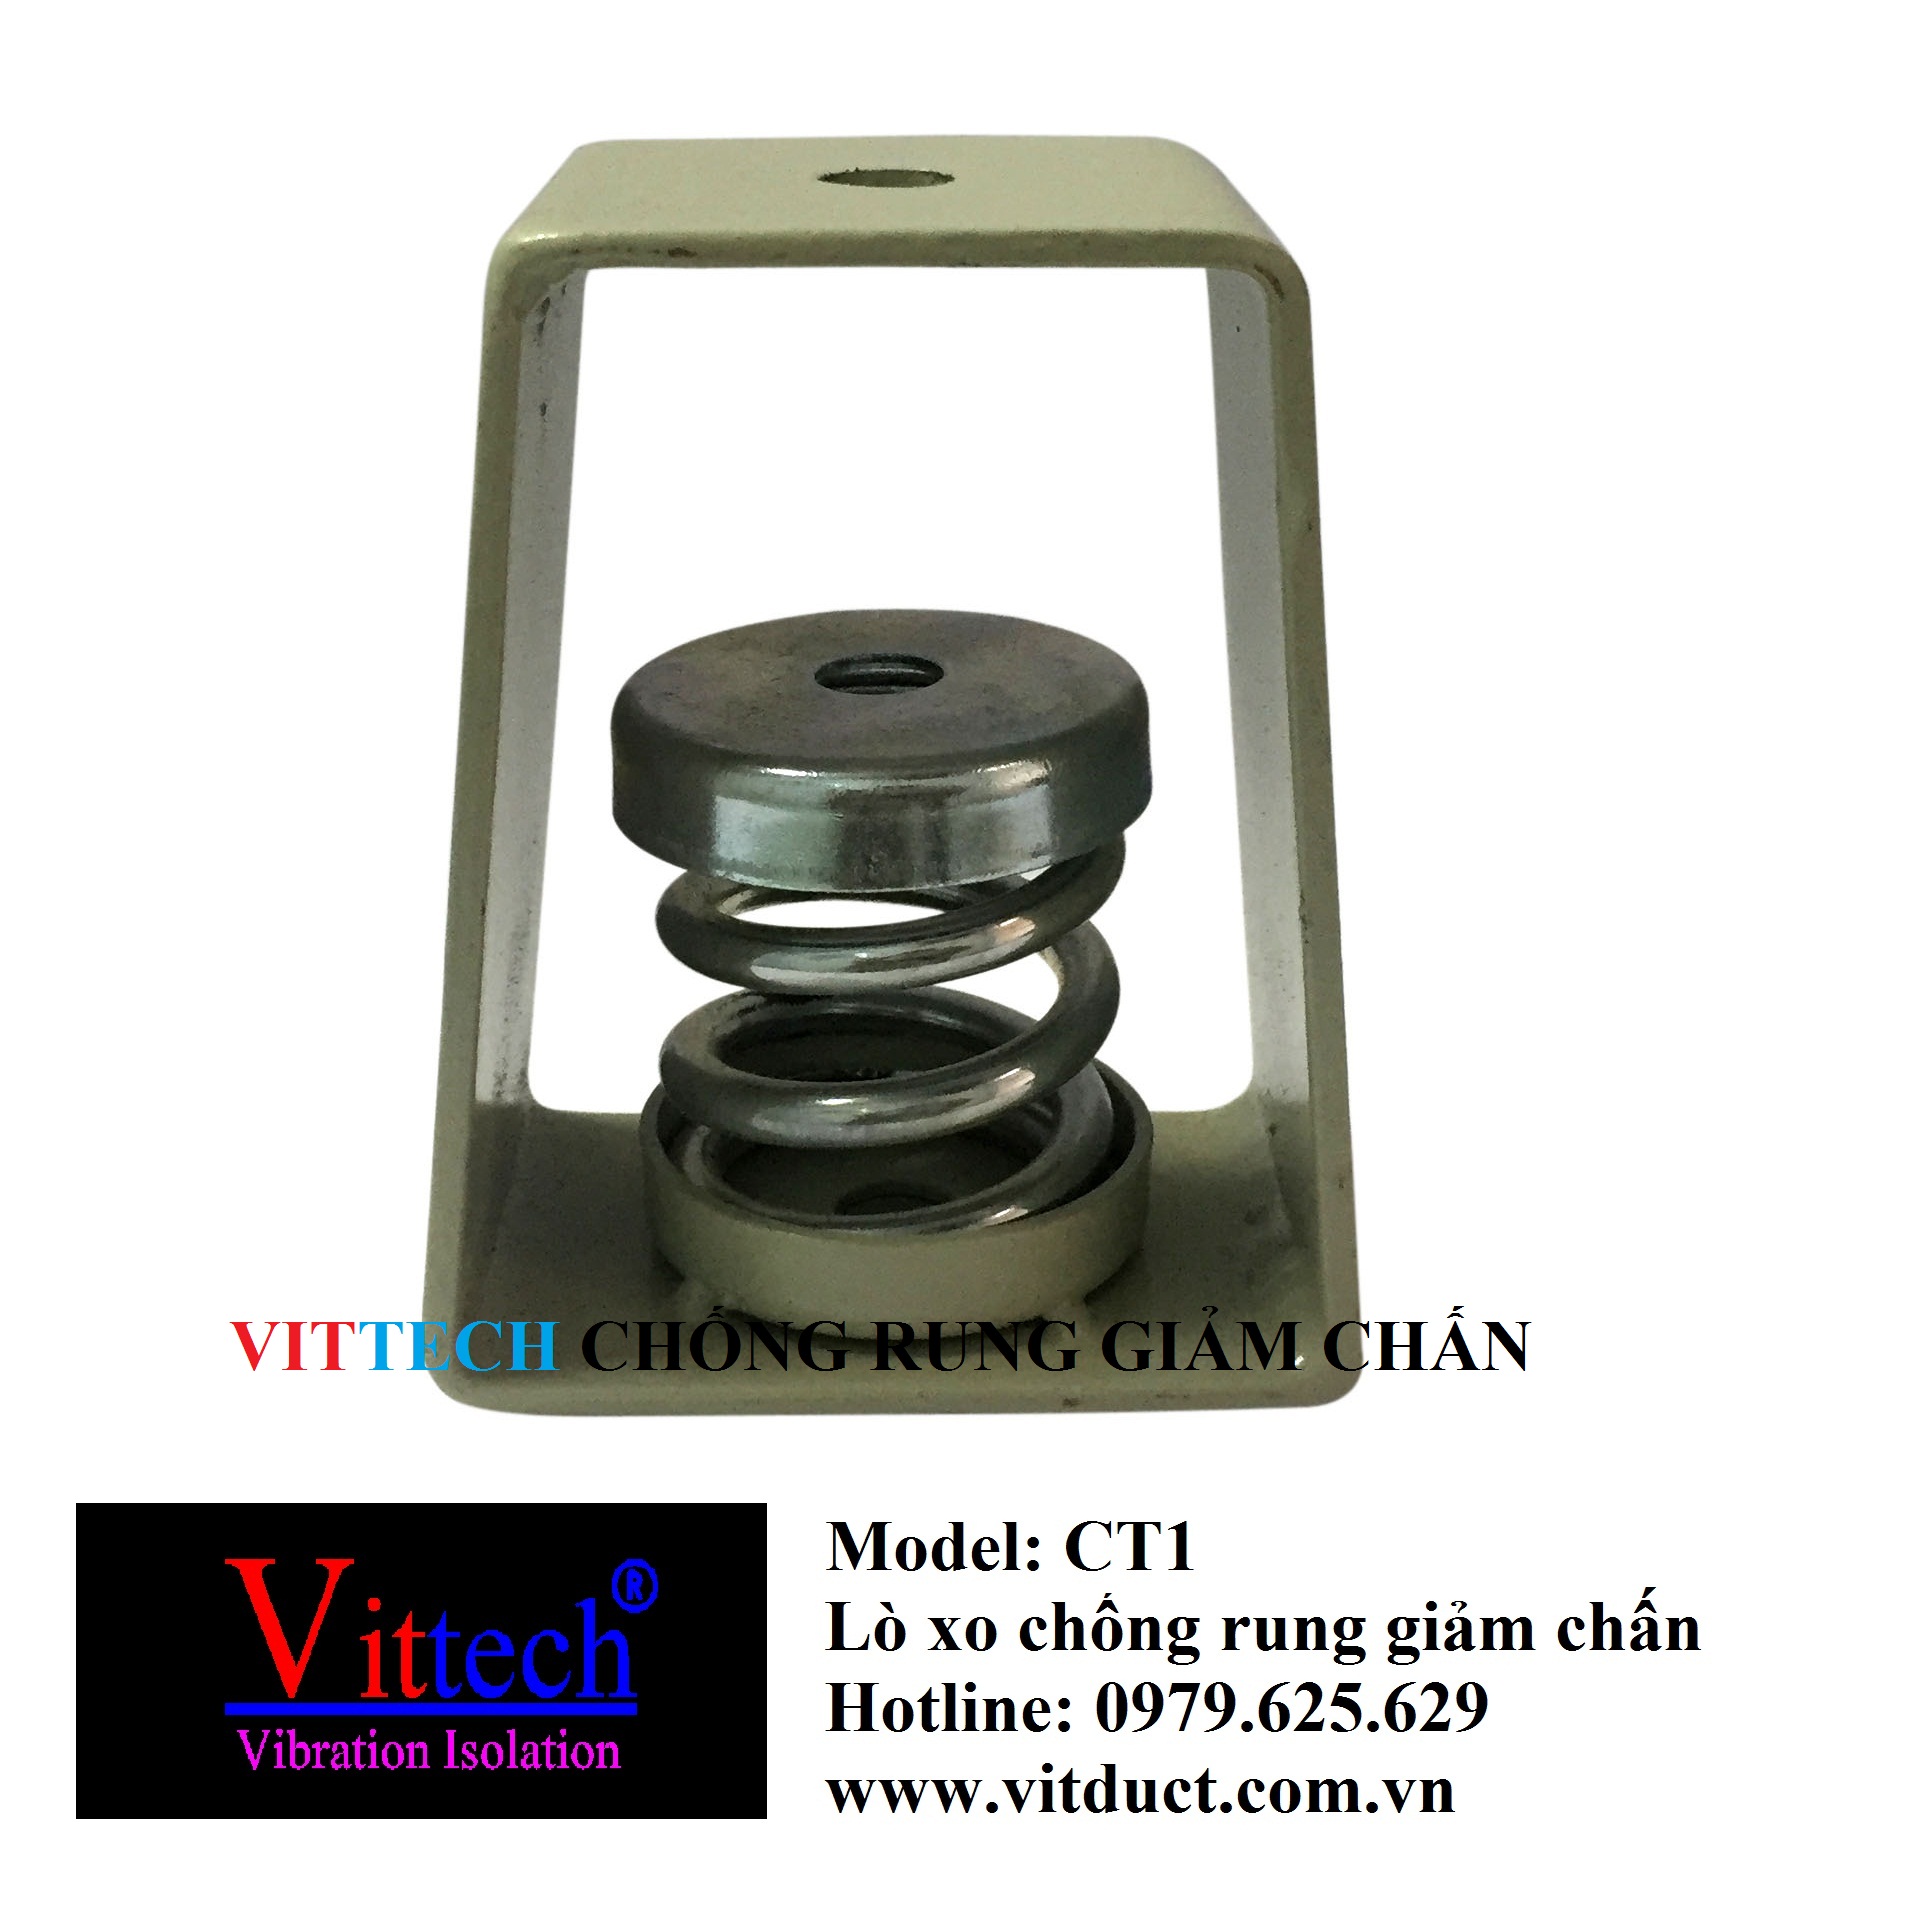 VITTECH CHỐNG RUNG GIẢM CHẤN
Vittech®
Vibration Isolation
Model: CT1
Lò xo chống rung giảm chấn
Hotline: 0979.625.629
www.vitduct.com.vn